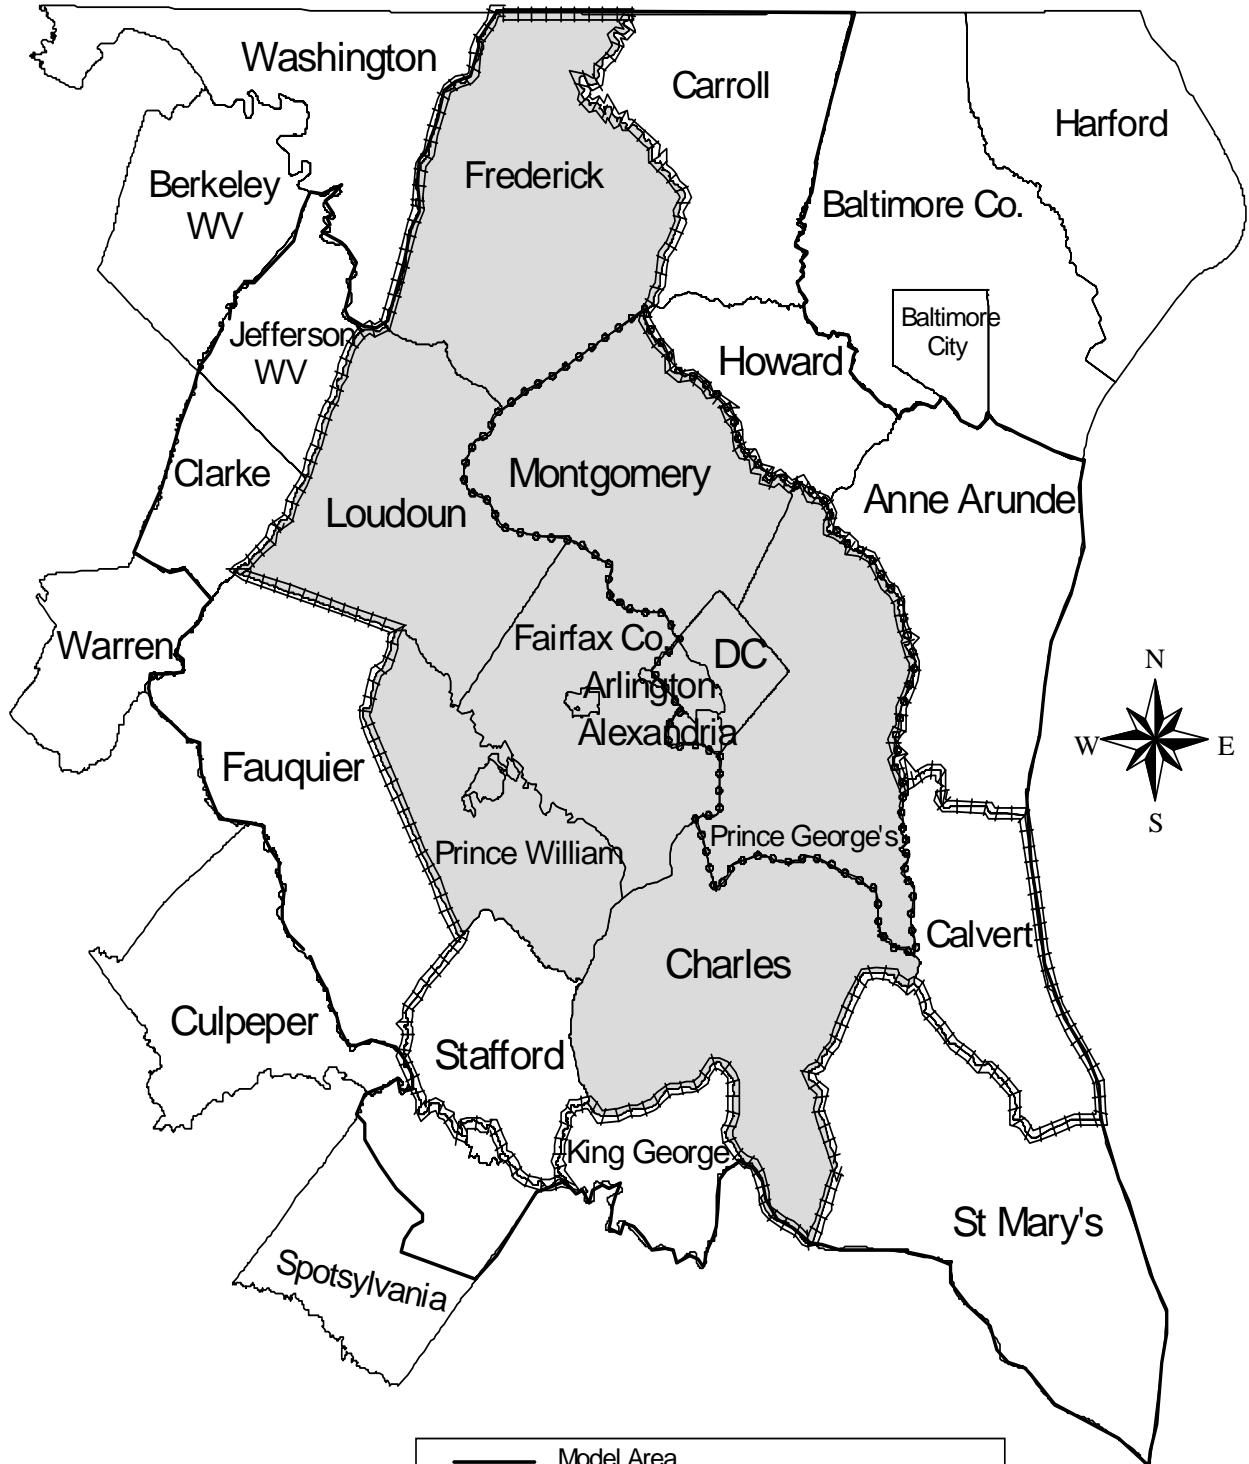 Washington
Carroll
Harford
Frederick
Berkeley
WV
Baltimore Co.
Baltimore
City
Jefferson
WV
Howard
Clarke
Montgomery
Anne Arunde
Loudoun
Warren
Fairfax Co.
DC
Arlington
Alexandria
N
W
E
S
Fauquier
Prince George's
Prince William
Calvert
Charles
Culpeper
Stafford
King George
St Mary's
Spotsylvania
Model Area